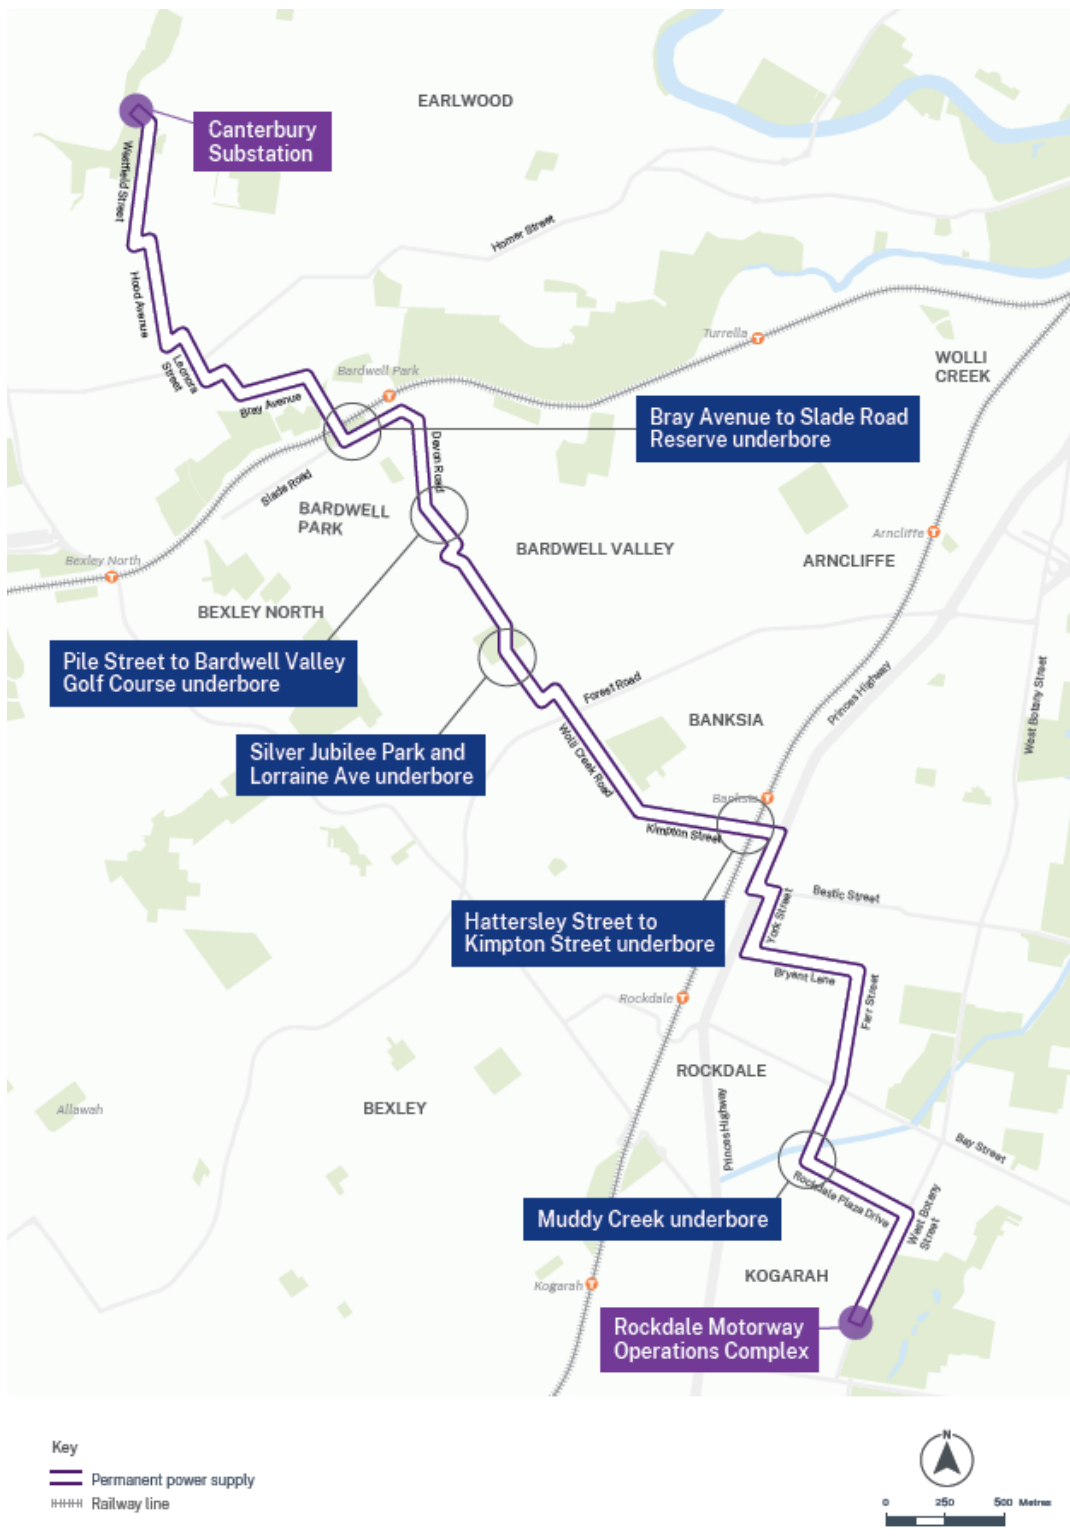 EARLWOOD
Canterbury
Substation
Westfield Street
Homer Street
Hood Avenue
Turrella
WOLLI
CREEK
Leonora
Street
Bardwell Park
Bray Avenue
Bray Avenue to Slade Road
Reserve underbore
Devon Road
Slade Road
BARDWELL
PARK
Arncliffe
BARDWELL VALLEY
ARNCLIFFE
Bexley North
BEXLEY NORTH
Pile Street to Bardwell Valley
Golf Course underbore
Forest Road
Princes Highway
West Botany Street
BANKSIA
Silver Jubilee Park and
Lorraine Ave underbore
Wolli Creek Road
Banksia
Kimpton Street
Bestic Street
York Street
Hattersley Street to
Kimpton Street underbore
Bryant Lane
Rockdale
Farr Street
ROCKDALE
Allawah
BEXLEY
Princes Highway
Bay Street
Rockdale Plaza Drive
West Botany
Street
Muddy Creek underbore
KOGARAH
Kogarah
Rockdale Motorway
Operations Complex
Key
Permanent power supply
Railway line
N
0 250 500 Metres